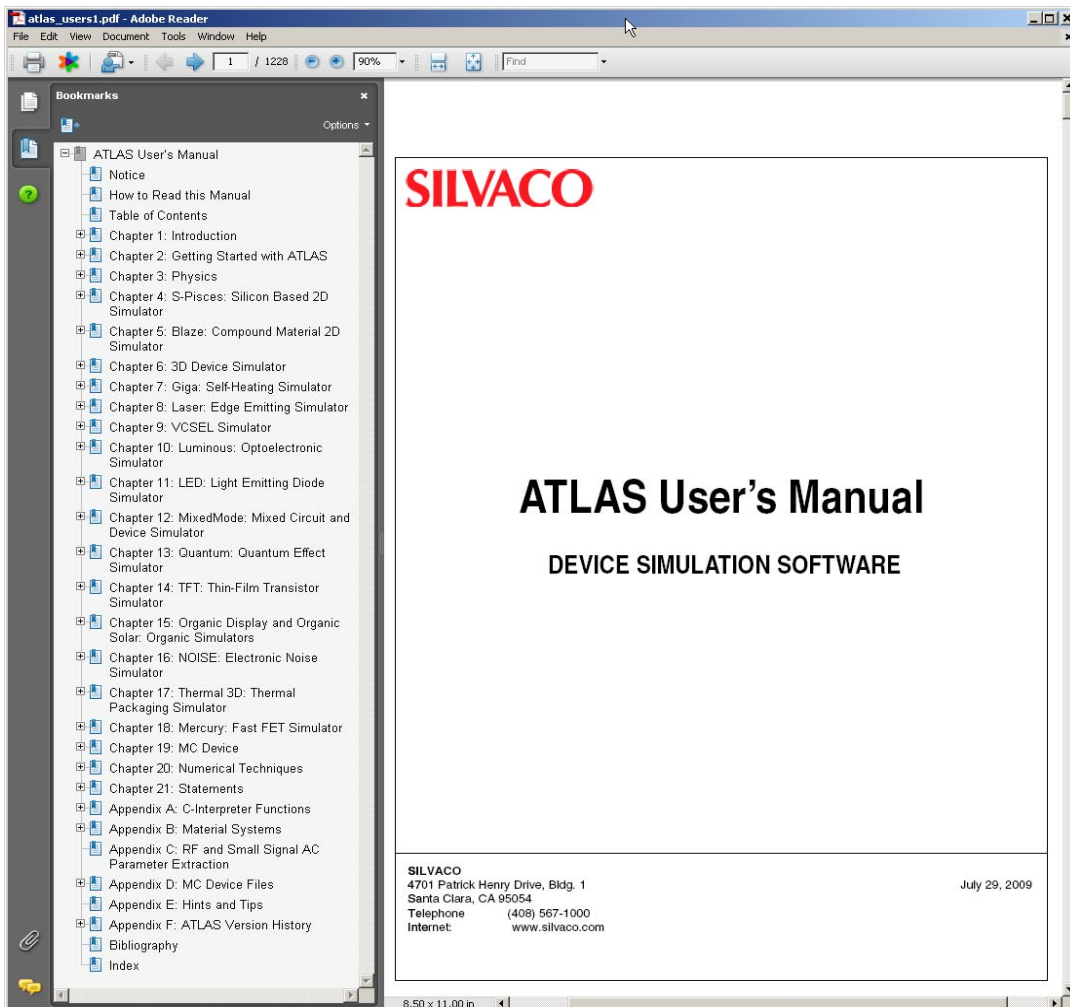 atlas_users1.pdf - Adobe Reader
File Edit View Document Tools Window Help
1 / 1228 90% Find
Bookmarks
Options
ATLAS User's Manual
Notice
How to Read this Manual
Table of Contents
Chapter 1: Introduction
Chapter 2: Getting Started with ATLAS
Chapter 3: Physics
Chapter 4: S-Pisces: Silicon Based 2D
Simulator
Chapter 5: Blaze: Compound Material 2D
Simulator
Chapter 6: 3D Device Simulator
Chapter 7: Giga: Self-Heating Simulator
Chapter 8: Laser: Edge Emitting Simulator
Chapter 9: VCSEL Simulator
Chapter 10: Luminous: Optoelectronic
Simulator
Chapter 11: LED: Light Emitting Diode
Simulator
Chapter 12: MixedMode: Mixed Circuit and
Device Simulator
Chapter 13: Quantum: Quantum Effect
Simulator
Chapter 14: TFT: Thin-Film Transistor
Simulator
Chapter 15: Organic Display and Organic
Solar: Organic Simulators
Chapter 16: NOISE: Electronic Noise
Simulator
Chapter 17: Thermal 3D: Thermal
Packaging Simulator
Chapter 18: Mercury: Fast FET Simulator
Chapter 19: MC Device
Chapter 20: Numerical Techniques
Chapter 21: Statements
Appendix A: C-Interpreter Functions
Appendix B: Material Systems
Appendix C: RF and Small Signal AC
Parameter Extraction
Appendix D: MC Device Files
Appendix E: Hints and Tips
Appendix F: ATLAS Version History
Bibliography
Index
SILVACO
ATLAS User's Manual
DEVICE SIMULATION SOFTWARE
SILVACO
4701 Patrick Henry Drive, Bldg. 1
July 29, 2009
Santa Clara, CA 95054
Telephone (408) 567-1000
Internet: www.silvaco.com
8.50 x 11.00 in